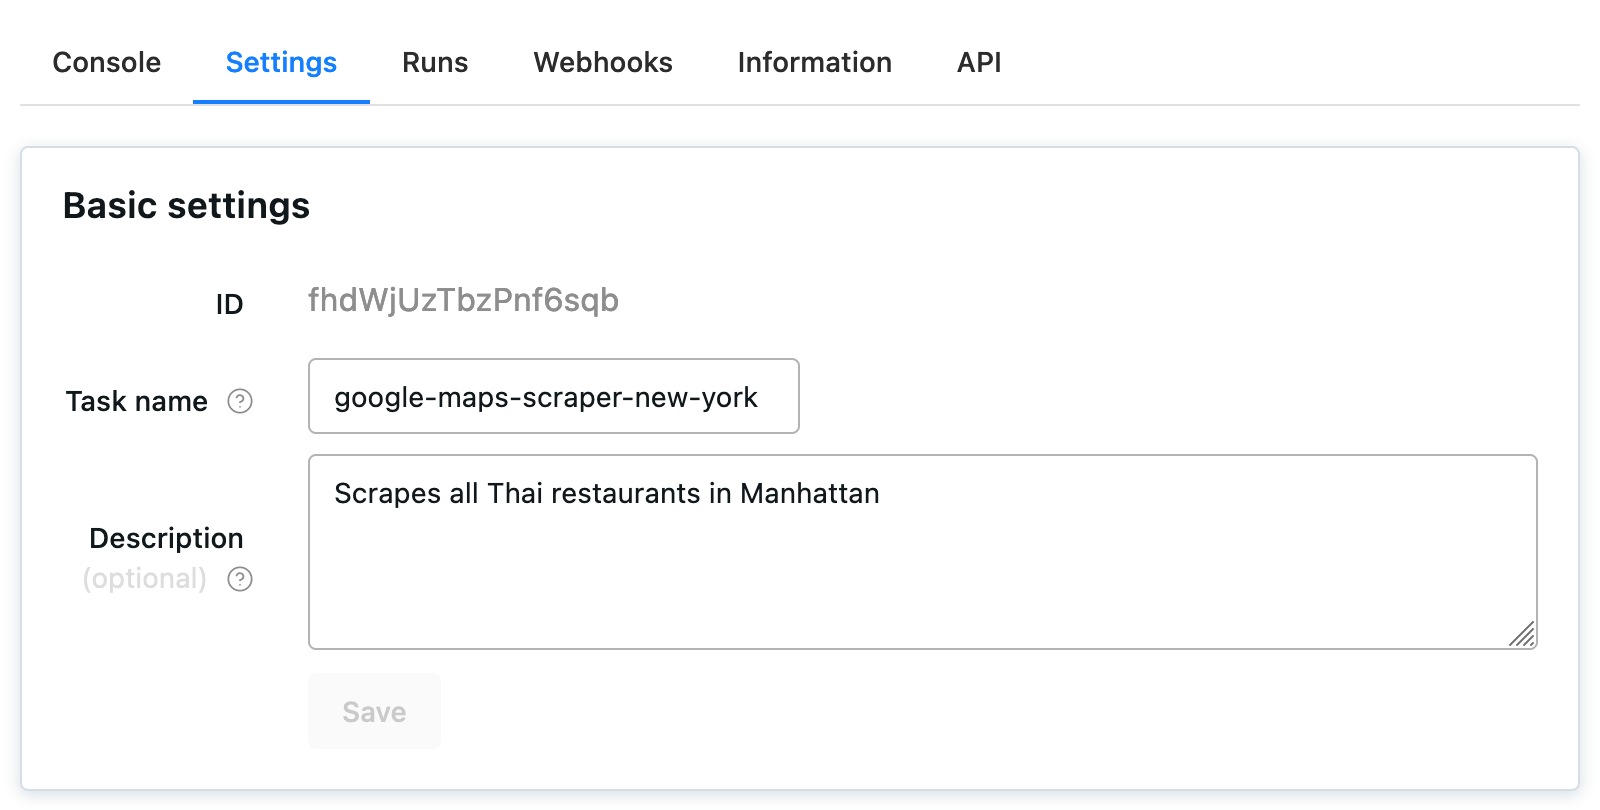 Console Settings Runs Webhooks Information API
Basic settings
ID fhdWjUzTbzPnf6sqb
Task name ? google-maps-scraper-new-york
Scrapes all Thai restaurants in Manhattan
Description
(optional) ?
Save